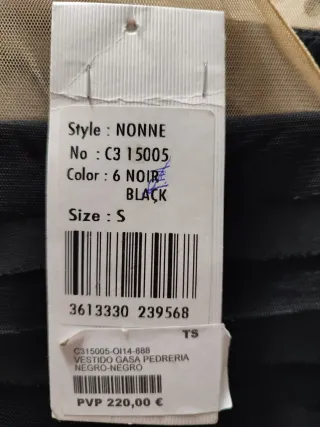 Style : NONNE
No : C3 15005
Color : 6 NOIR
BLACK
Size : S
3613330 239568
TS
C315005-OI14-888
VESTIDO GASA PEDRERIA
NEGRO-NEGRO
PVP 220,00 €